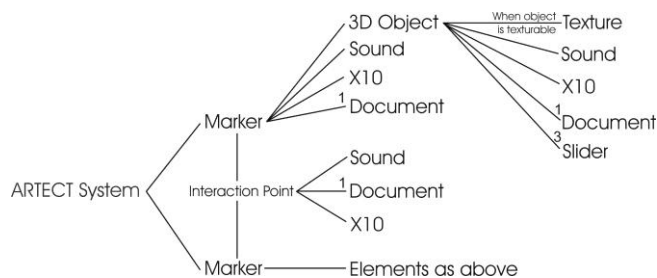 3D Object
When object
is texturable
Texture
Sound
Sound
X10
X10
1
Document
1
Document
Marker
3
Slider
Sound
ARTECT System
Interaction Point
1
Document
X10
Marker
Elements as above